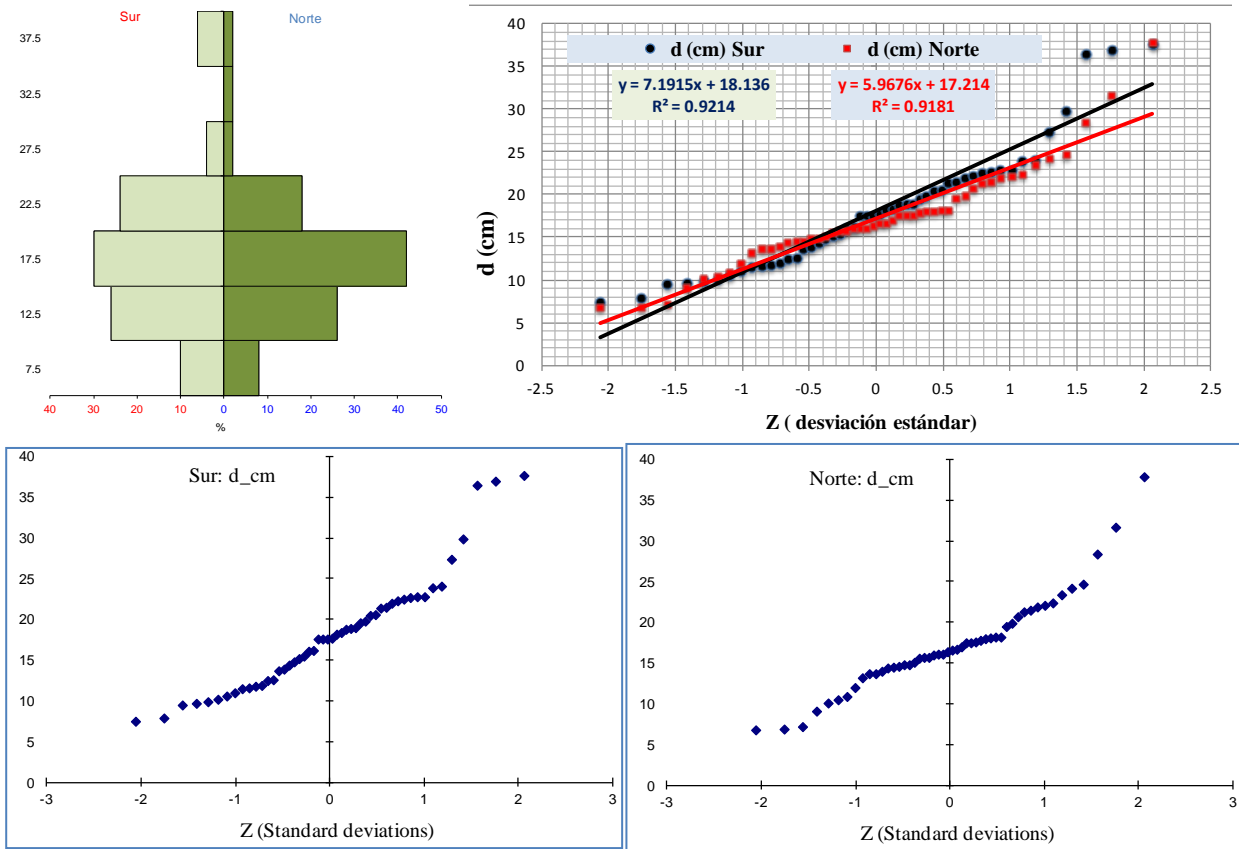 Sur Norte
37.5
32.5
27.5
22.5
17.5
12.5
7.5
40 30 20 10 0 10 20 30 40 50
%
40
35
30
25
20
15
10
5
0
d (cm)
d (cm) Sur d (cm) Norte
y = 7.1915x + 18.136 y = 5.9676x + 17.214
R² = 0.9214 R² = 0.9181
-2.5 -2 -1.5 -1 -0.5 0 0.5 1 1.5 2 2.5
Z ( desviación estándar)
Sur: d_cm
40
35
30
25
20
15
10
5
0
-3 -2 -1 0 1 2 3
Z (Standard deviations)
Norte: d_cm
40
35
30
25
20
15
10
5
0
-3 -2 -1 0 1 2 3
Z (Standard deviations)